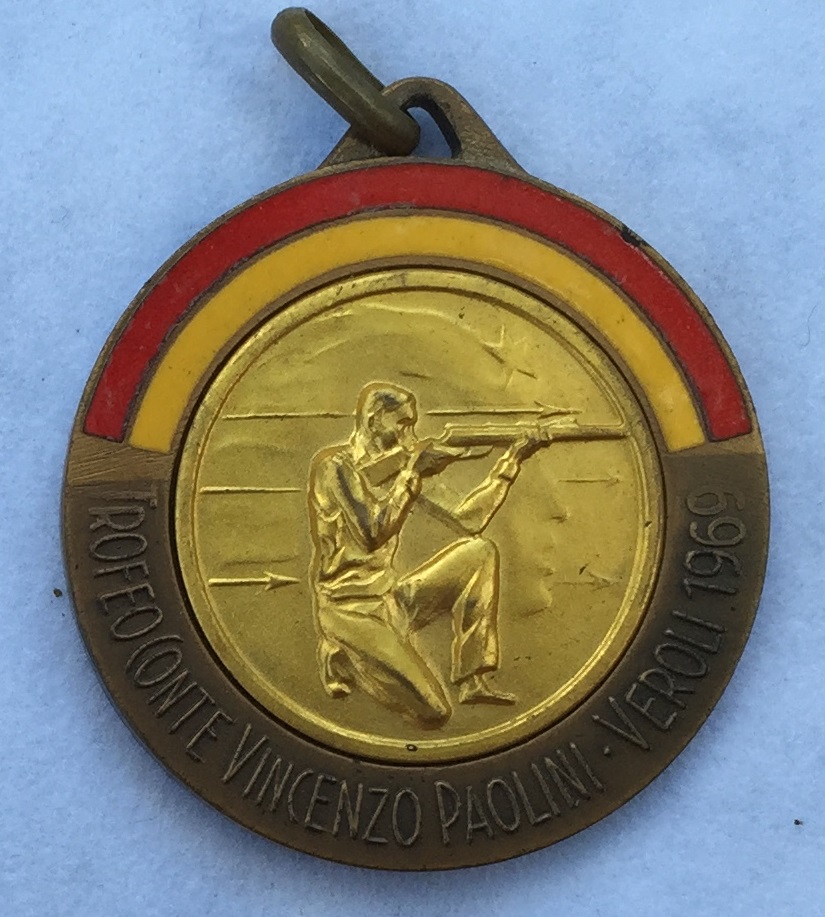 TROFEO CONTE VINCENZO PAOLINI · VEROLI 1969